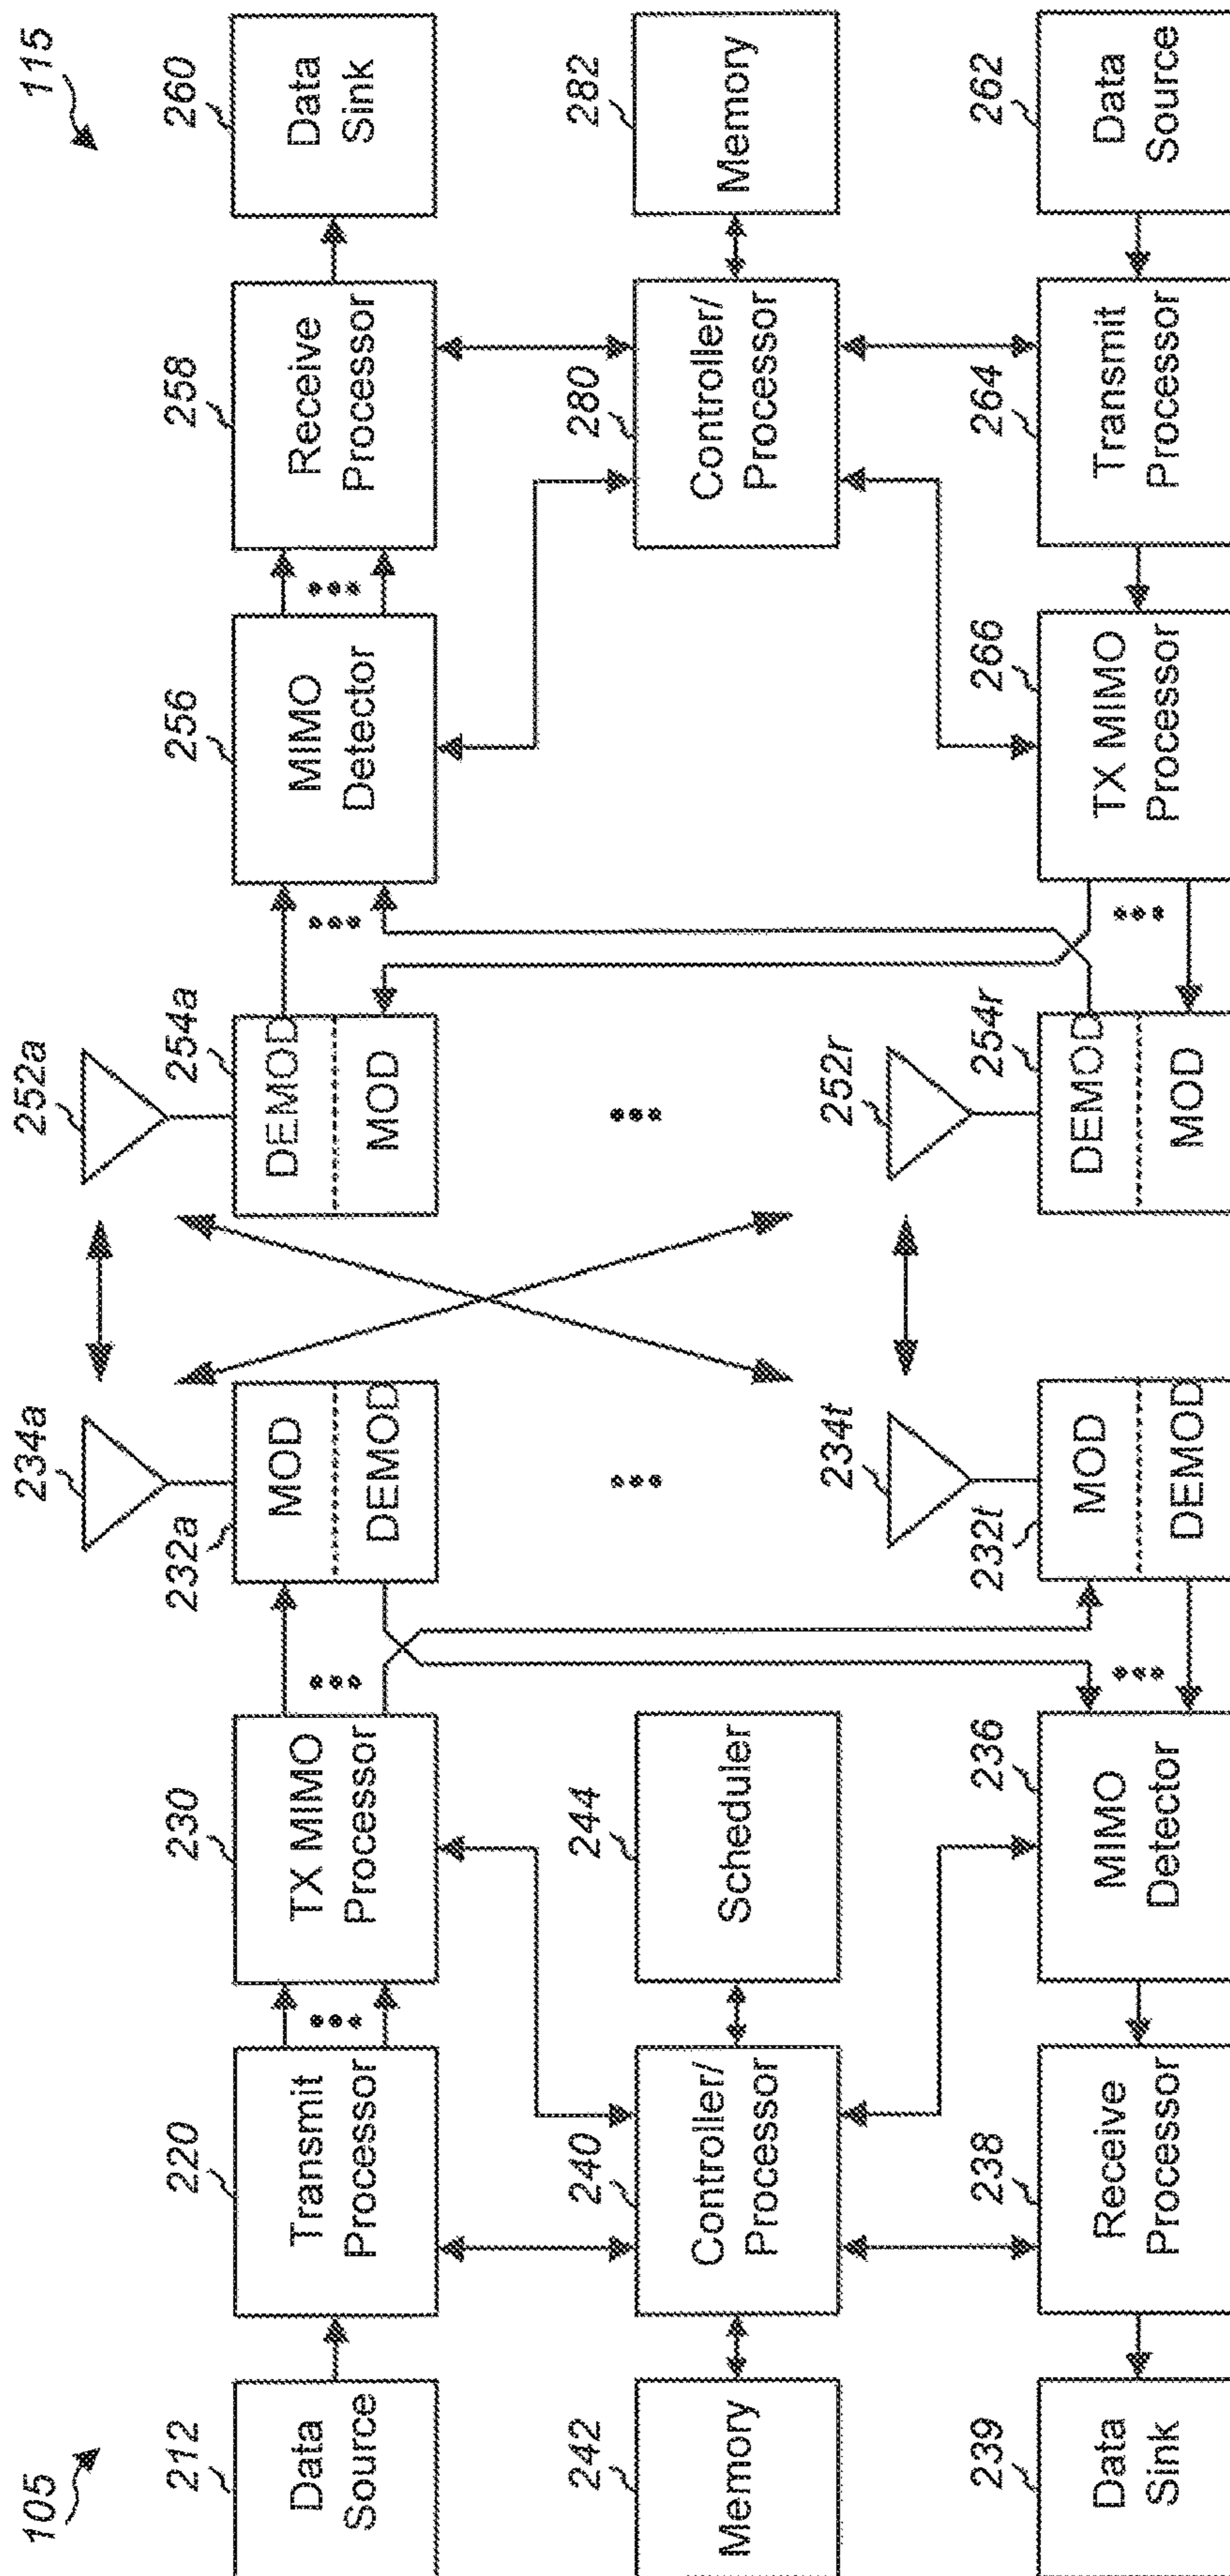 105
115
212
Data
Source
220
Transmit
Processor
230
TX MIMO
Processor
232a
MOD
DEMOD
234a
252a
254a
DEMOD
MOD
256
MIMO
Detector
258
Receive
Processor
260
Data
Sink
242
Memory
240
Controller/
Processor
244
Scheduler
280
Controller/
Processor
282
Memory
239
Data
Sink
238
Receive
Processor
236
MIMO
Detector
232t
MOD
DEMOD
234t
252r
254r
DEMOD
MOD
266
TX MIMO
Processor
264
Transmit
Processor
262
Data
Source